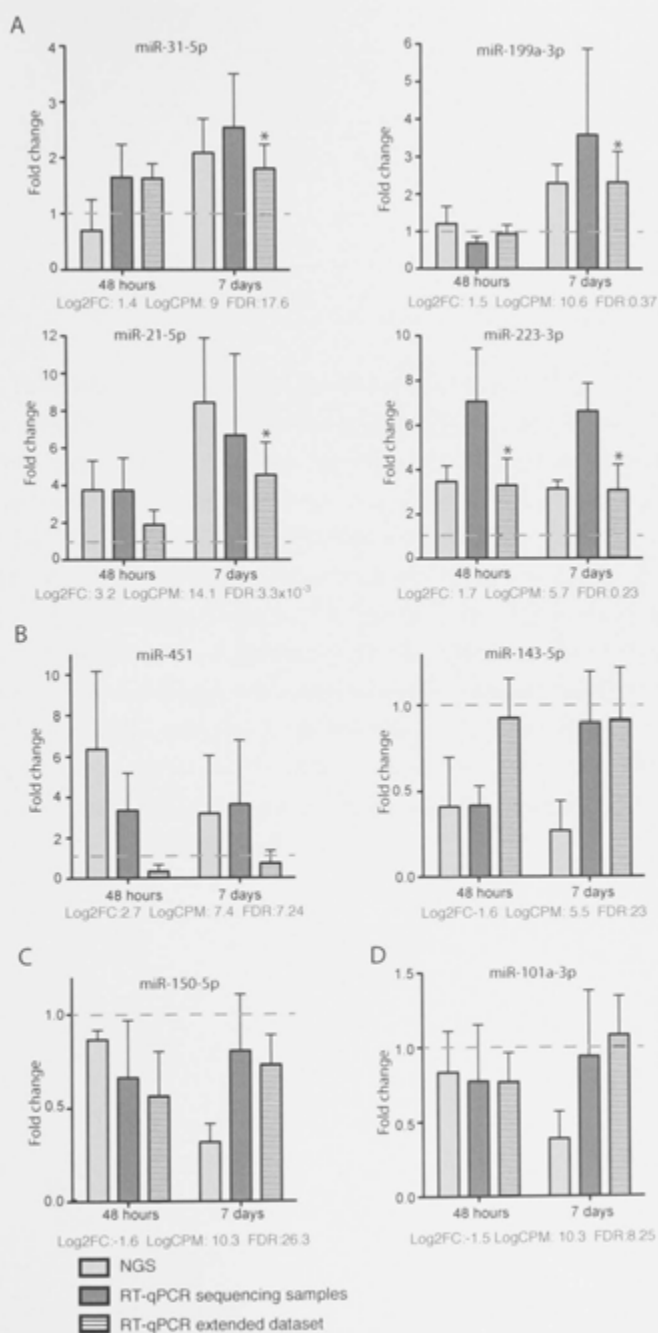 A
miR-31-5p
Fold change
4
3
2
1
0
48 hours 7 days
*
Log2FC: 1.4 LogCPM: 9 FDR:17.6
miR-199a-3p
Fold change
6
5
4
3
2
1
0
48 hours 7 days
*
Log2FC: 1.5 LogCPM: 10.6 FDR:0.37
miR-21-5p
Fold change
12
10
8
6
4
2
0
48 hours 7 days
*
Log2FC: 3.2 LogCPM: 14.1 FDR:3.3x10⁻³
miR-223-3p
Fold change
10
8
6
4
2
0
48 hours 7 days
* *
Log2FC: 1.7 LogCPM: 5.7 FDR:0.23
B
miR-451
Fold change
10
8
6
4
2
0
48 hours 7 days
Log2FC:2.7 LogCPM: 7.4 FDR:7.24
miR-143-5p
Fold change
1.0
0.5
0.0
48 hours 7 days
Log2FC-1.6 LogCPM: 5.5 FDR:23
C
miR-150-5p
Fold change
1.0
0.5
0.0
48 hours 7 days
Log2FC:-1.6 LogCPM: 10.3 FDR:26.3
D
miR-101a-3p
Fold change
1.5
1.0
0.5
0.0
48 hours 7 days
Log2FC:-1.5 LogCPM: 10.3 FDR:8.25
NGS
RT-qPCR sequencing samples
RT-qPCR extended dataset